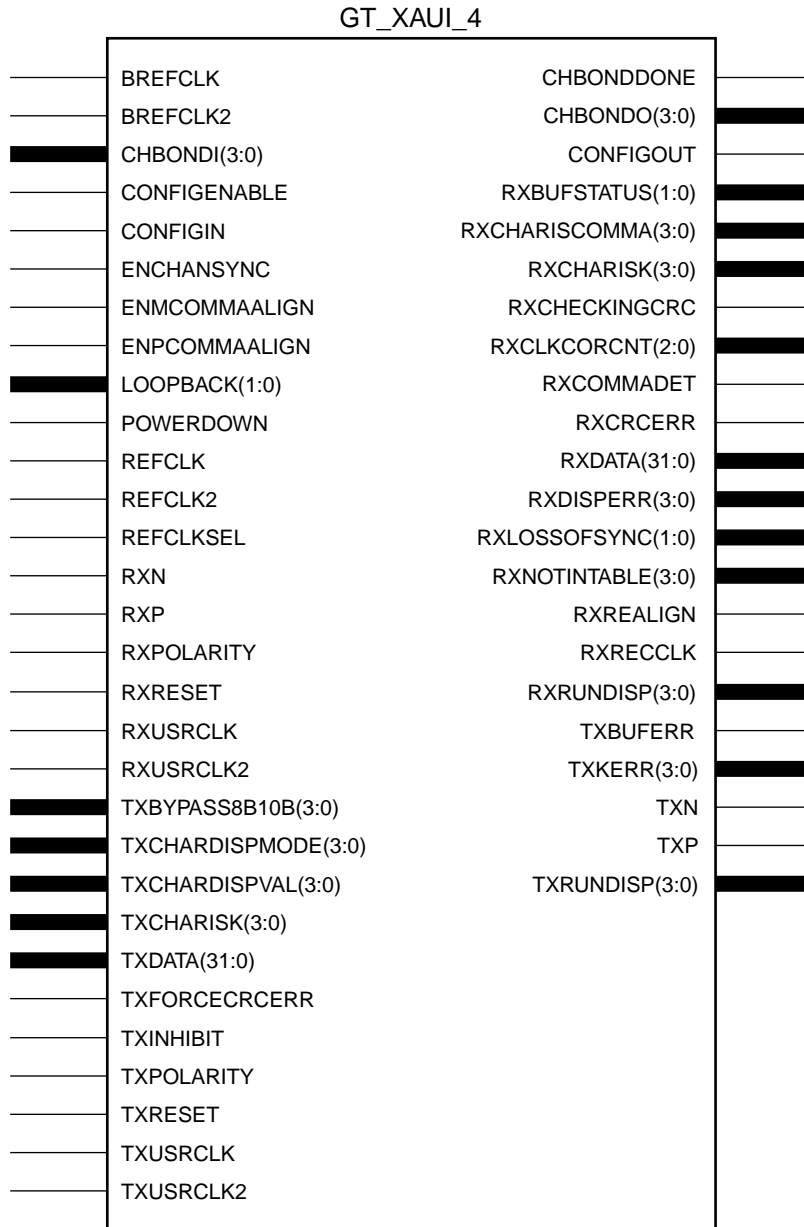 GT_XAUI_4
BREFCLK CHBONDDONE
BREFCLK2 CHBONDO(3:0)
CHBONDI(3:0) CONFIGOUT
CONFIGENABLE RXBUFSTATUS(1:0)
CONFIGIN RXCHARISCOMMA(3:0)
ENCHANSYNC RXCHARISK(3:0)
ENMCOMMAALIGN RXCHECKINGCRC
ENPCOMMAALIGN RXCLKCORCNT(2:0)
LOOPBACK(1:0) RXCOMMADET
POWERDOWN RXCRCERR
REFCLK RXDATA(31:0)
REFCLK2 RXDISPERR(3:0)
REFCLKSEL RXLOSSOFSYNC(1:0)
RXN RXNOTINTABLE(3:0)
RXP RXREALIGN
RXPOLARITY RXRECCLK
RXRESET RXRUNDISP(3:0)
RXUSRCLK TXBUFERR
RXUSRCLK2 TXKERR(3:0)
TXBYPASS8B10B(3:0) TXN
TXCHARDISPMODE(3:0) TXP
TXCHARDISPVAL(3:0) TXRUNDISP(3:0)
TXCHARISK(3:0)
TXDATA(31:0)
TXFORCECRCERR
TXINHIBIT
TXPOLARITY
TXRESET
TXUSRCLK
TXUSRCLK2